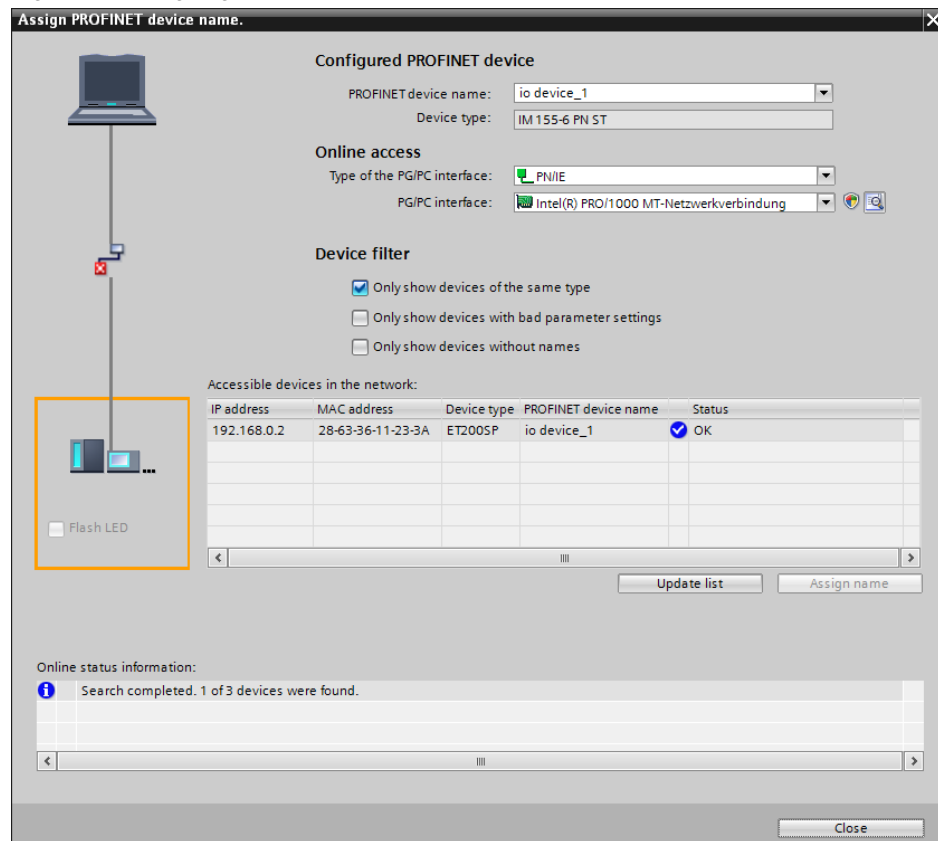 Assign PROFINET device name.
Configured PROFINET device
PROFINET device name: io device_1
Device type: IM 155-6 PN ST
Online access
Type of the PG/PC interface: PN/IE
PG/PC interface: Intel(R) PRO/1000 MT-Netzwerkverbindung
Device filter
Only show devices of the same type
Only show devices with bad parameter settings
Only show devices without names
Accessible devices in the network:
IP address MAC address Device type PROFINET device name Status
192.168.0.2 28-63-36-11-23-3A ET200SP io device_1 OK
...
Flash LED
Update list Assign name
Online status information:
Search completed. 1 of 3 devices were found.
Close